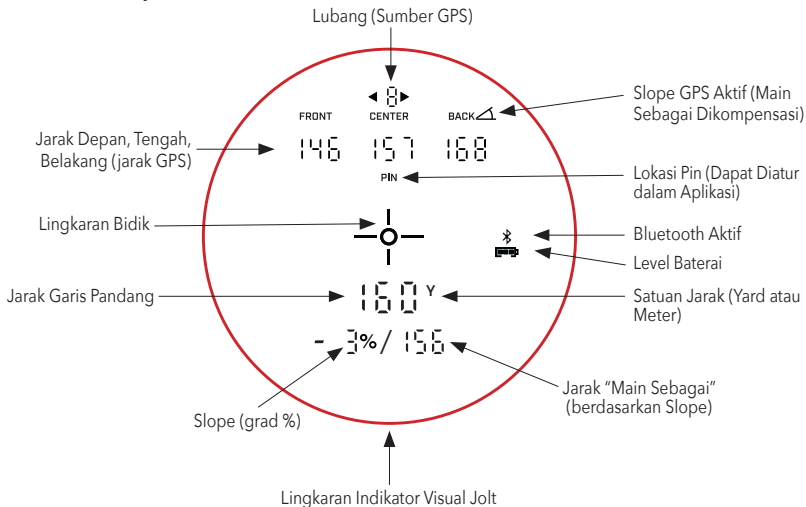 Lubang (Sumber GPS)
8
FRONT CENTER BACK
146 157 168
PIN
Slope GPS Aktif (Main
Sebagai Dikompensasi)
Jarak Depan, Tengah,
Belakang (jarak GPS)
Lokasi Pin (Dapat Diatur
dalam Aplikasi)
Lingkaran Bidik
Bluetooth Aktif
Level Baterai
Jarak Garis Pandang
160 Y
Satuan Jarak (Yard atau
Meter)
- 3%/ 156
Jarak “Main Sebagai”
(berdasarkan Slope)
Slope (grad %)
Lingkaran Indikator Visual Jolt